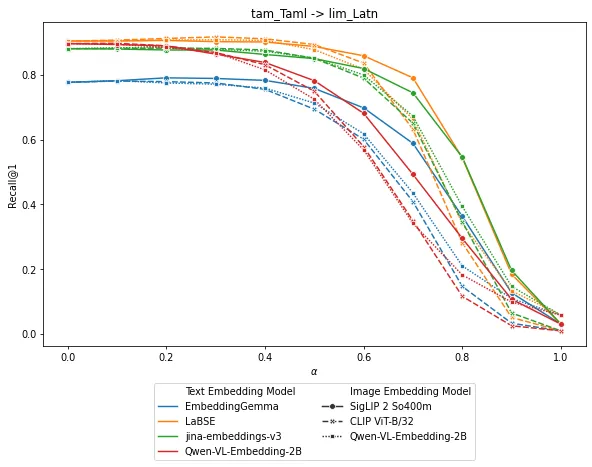 tam_Taml -> lim_Latn
Recall@1
0.8
0.6
0.4
0.2
0.0
0.0 0.2 0.4 0.6 0.8 1.0
α
Text Embedding Model Image Embedding Model
EmbeddingGemma SigLIP 2 So400m
LaBSE CLIP ViT-B/32
jina-embeddings-v3 Qwen-VL-Embedding-2B
Qwen-VL-Embedding-2B